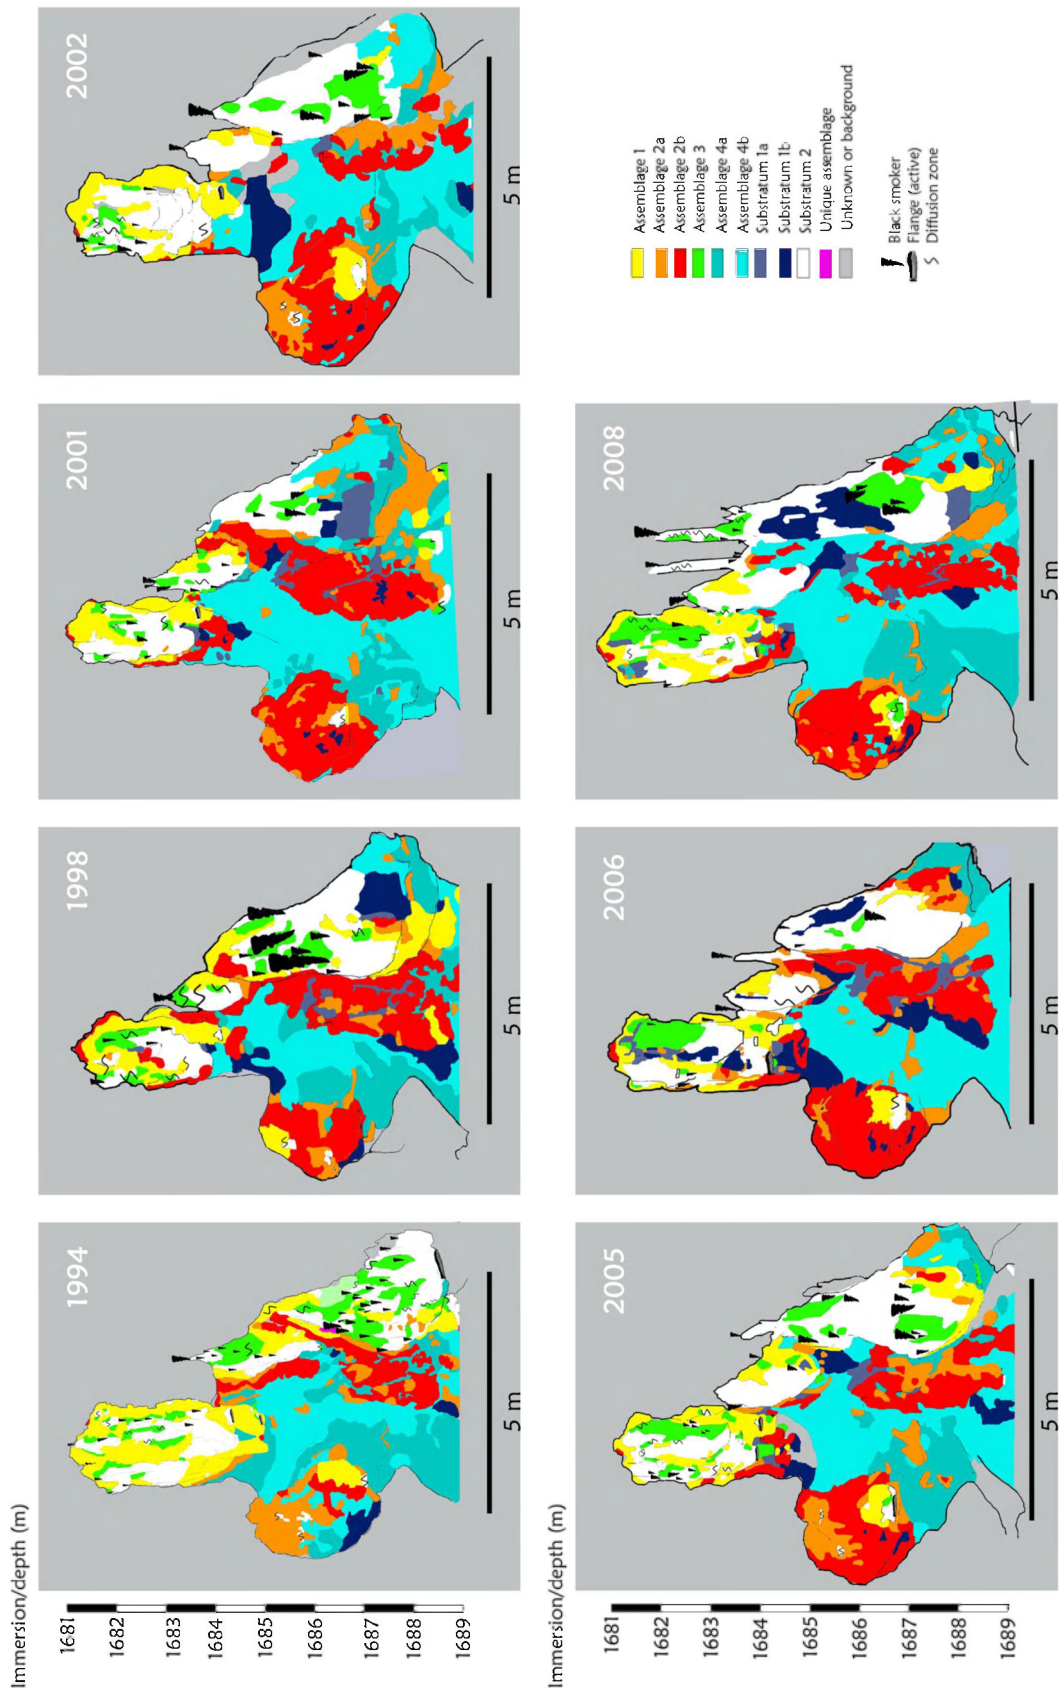 Immersion/depth (m)
1681
1682
1683
1684
1685
1686
1687
1688
1689
1994
5 m
1998
5 m
2001
5 m
2002
5 m
Immersion/depth (m)
1681
1682
1683
1684
1685
1686
1687
1688
1689
2005
5 m
2006
5 m
2008
5 m
Assemblage 1
Assemblage 2a
Assemblage 2b
Assemblage 3
Assemblage 4a
Assemblage 4b
Substratum 1a
Substratum 1b
Substratum 2
Unique assemblage
Unknown or background
Black smoker
Flange (active)
Diffusion zone